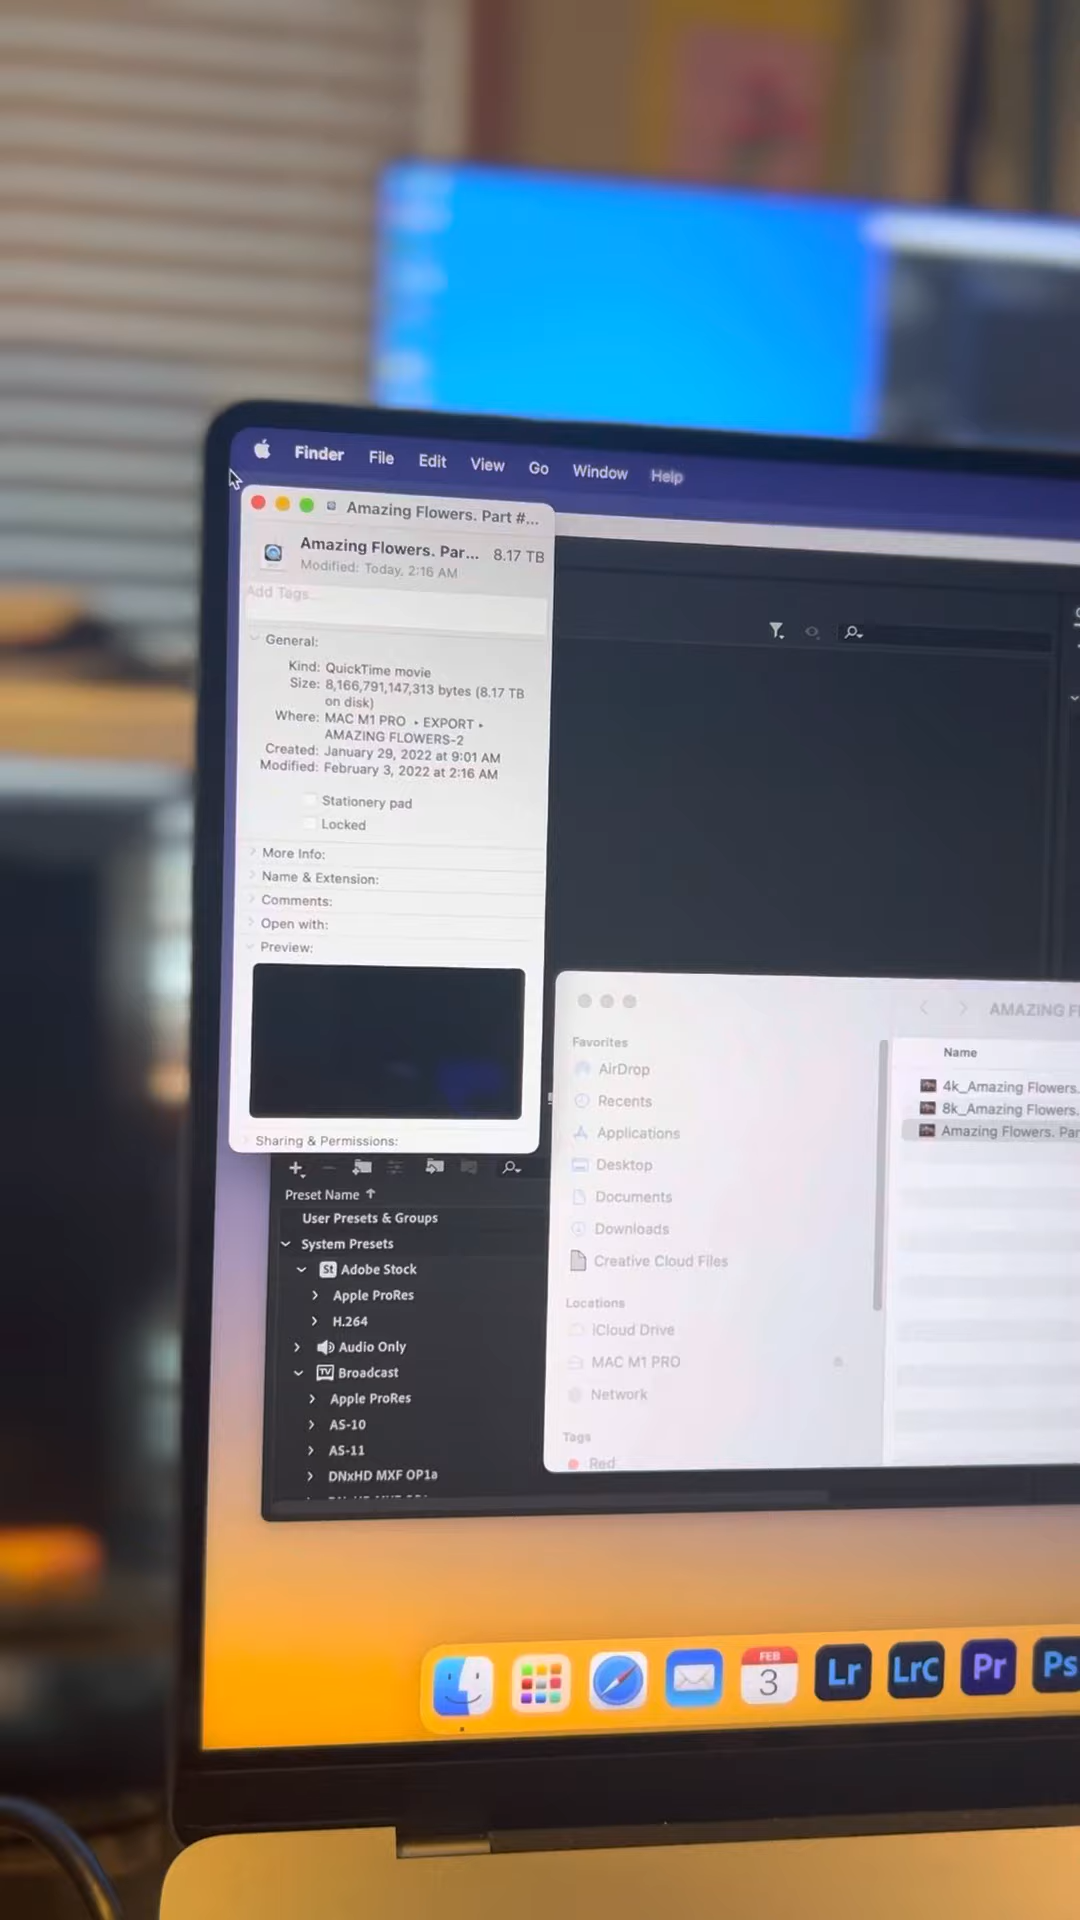 Finder File Edit View Go Window Help
Amazing Flowers. Part #...
Amazing Flowers. Par... 8.17 TB
Modified: Today, 2:16 AM
Add Tags...
General:
Kind: QuickTime movie
Size: 8,166,791,147,313 bytes (8.17 TB
on disk)
Where: MAC M1 PRO ▸ EXPORT ▸
AMAZING FLOWERS-2
Created: January 29, 2022 at 9:01 AM
Modified: February 3, 2022 at 2:16 AM
Stationery pad
Locked
More Info:
Name & Extension:
Comments:
Open with:
Preview:
Sharing & Permissions:
Preset Name ↑
User Presets & Groups
System Presets
St Adobe Stock
Apple ProRes
H.264
Audio Only
TV Broadcast
Apple ProRes
AS-10
AS-11
DNxHD MXF OP1a
Favorites
AirDrop
Recents
Applications
Desktop
Documents
Downloads
Creative Cloud Files
Locations
iCloud Drive
MAC M1 PRO
Network
Tags
Red
AMAZING F
Name
4k_Amazing Flowers.
8k_Amazing Flowers.
Amazing Flowers. Par
FEB
3
Lr LrC Pr Ps